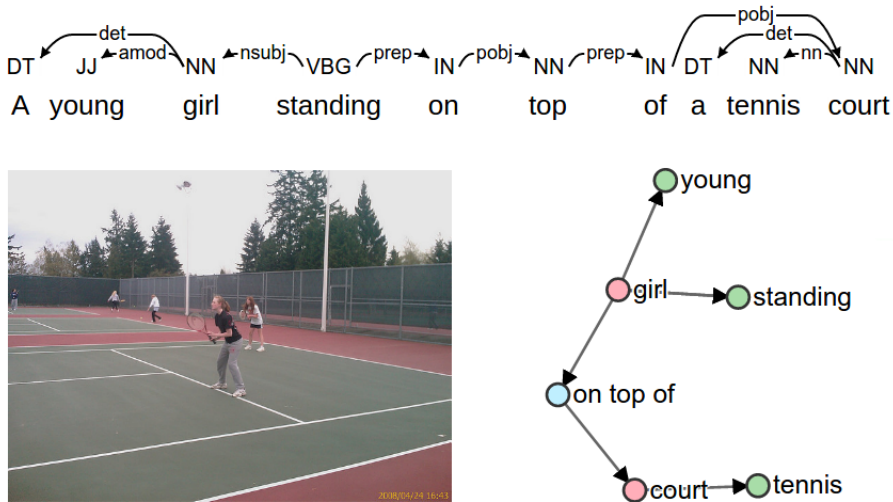 det amod nsubj prep pobj prep pobj det nn
DT JJ NN VBG IN NN IN DT NN NN
A young girl standing on top of a tennis court
young
girl
standing
on top of
court
tennis
2008/04/24 16:43